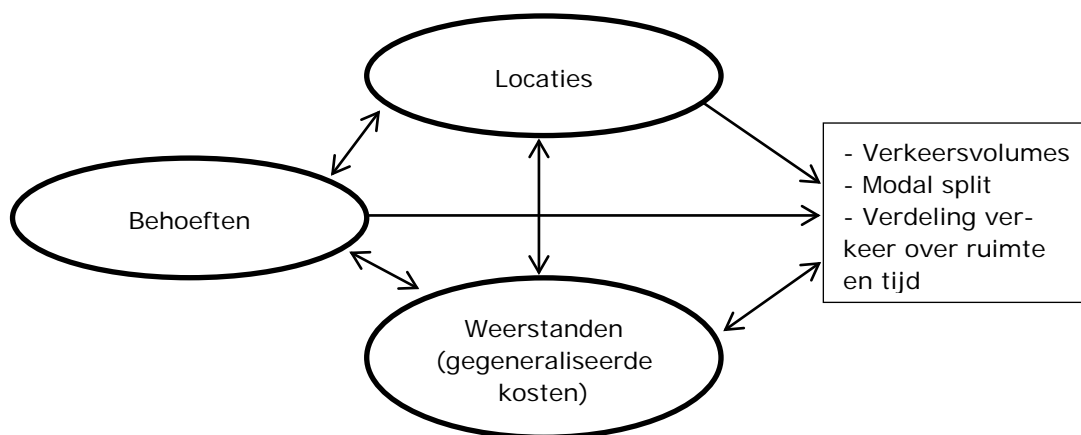 Locaties
- Verkeersvolumes
- Modal split
- Verdeling ver-
keer over ruimte
en tijd
Behoeften
Weerstanden
(gegeneraliseerde
kosten)